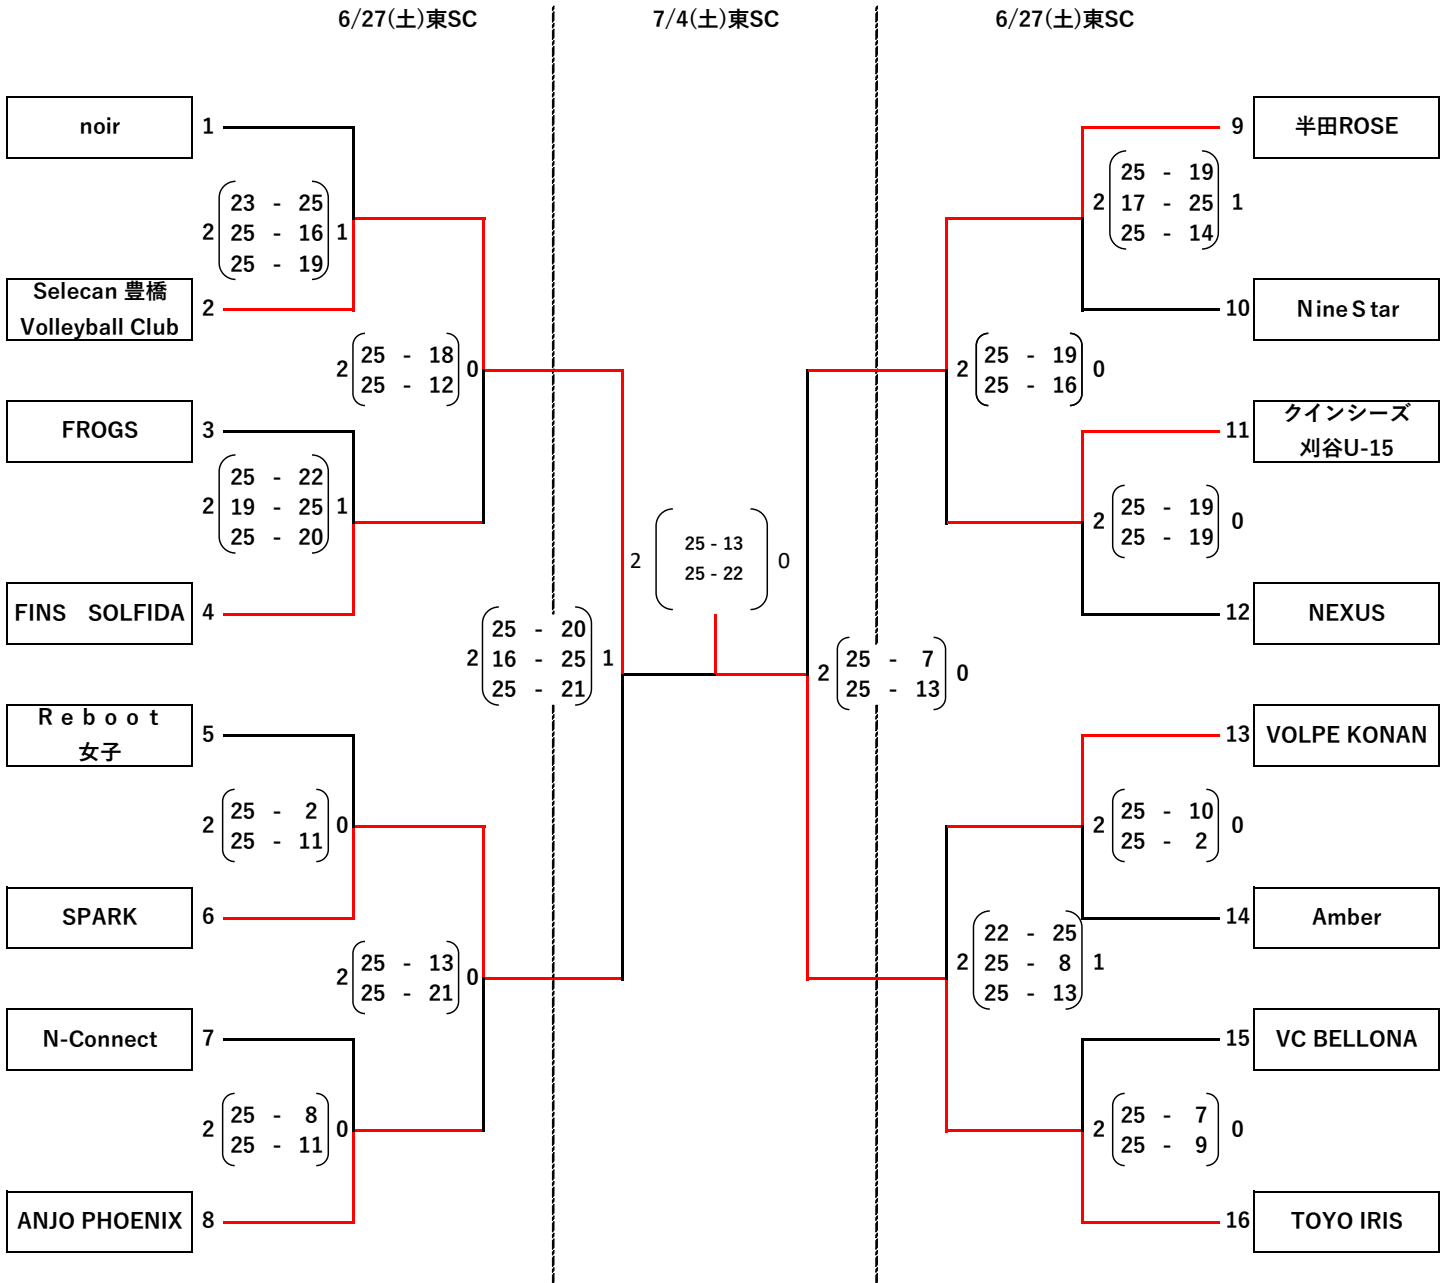 6/27(土)東SC
7/4(土)東SC
6/27(土)東SC
noir 1
2 23 - 25 1
25 - 16
25 - 19
Selecan 豊橋
Volleyball Club 2
2 25 - 18 0
25 - 12
FROGS 3
2 25 - 22 1
19 - 25
25 - 20
FINS　SOLFIDA 4
2 25 - 20 1
16 - 25
25 - 21
Ｒｅｂｏｏｔ
女子 5
2 25 - 2 0
25 - 11
SPARK 6
2 25 - 13 0
25 - 21
N-Connect 7
2 25 - 8 0
25 - 11
ANJO PHOENIX 8
2 25 - 13 0
25 - 22
9 半田ROSE
2 25 - 19 1
17 - 25
25 - 14
10 NineStar
2 25 - 19 0
25 - 16
11 クインシーズ
刈谷U-15
2 25 - 19 0
25 - 19
12 NEXUS
2 25 - 7 0
25 - 13
13 VOLPE KONAN
2 25 - 10 0
25 - 2
14 Amber
2 22 - 25 1
25 - 8
25 - 13
15 VC BELLONA
2 25 - 7 0
25 - 9
16 TOYO IRIS